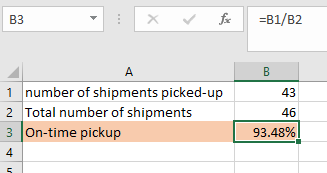 B3 fx =B1/B2
A B
1 number of shipments picked-up 43
2 Total number of shipments 46
3 On-time pickup 93.48%
4
5